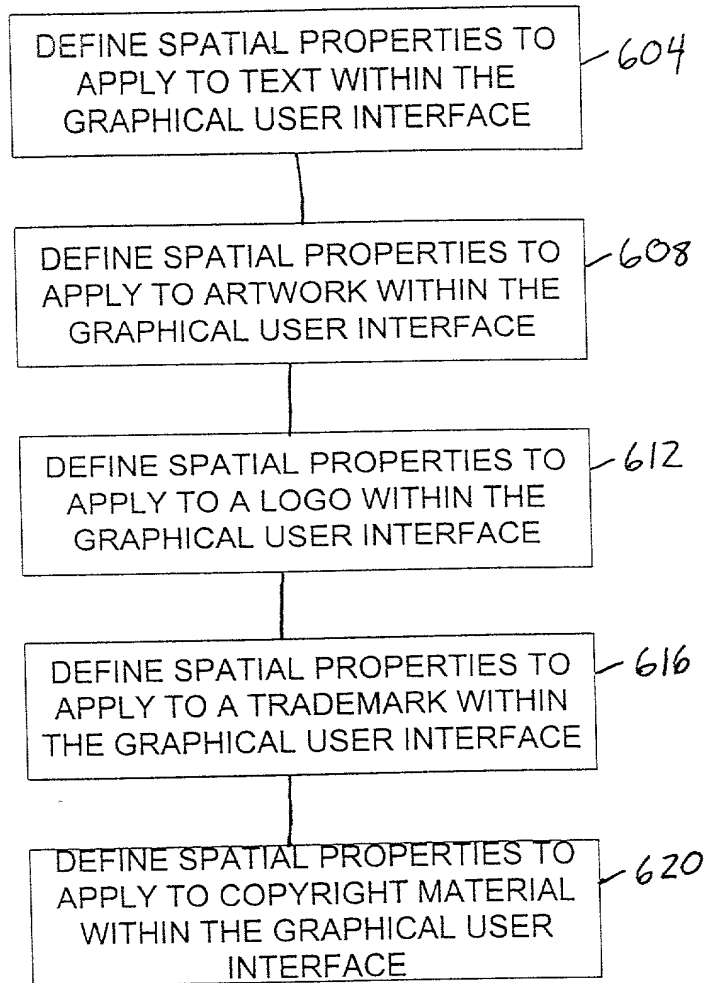 DEFINE SPATIAL PROPERTIES TO
APPLY TO TEXT WITHIN THE
GRAPHICAL USER INTERFACE
604
DEFINE SPATIAL PROPERTIES TO
APPLY TO ARTWORK WITHIN THE
GRAPHICAL USER INTERFACE
608
DEFINE SPATIAL PROPERTIES TO
APPLY TO A LOGO WITHIN THE
GRAPHICAL USER INTERFACE
612
DEFINE SPATIAL PROPERTIES TO
APPLY TO A TRADEMARK WITHIN
THE GRAPHICAL USER INTERFACE
616
DEFINE SPATIAL PROPERTIES TO
APPLY TO COPYRIGHT MATERIAL
WITHIN THE GRAPHICAL USER
INTERFACE
620